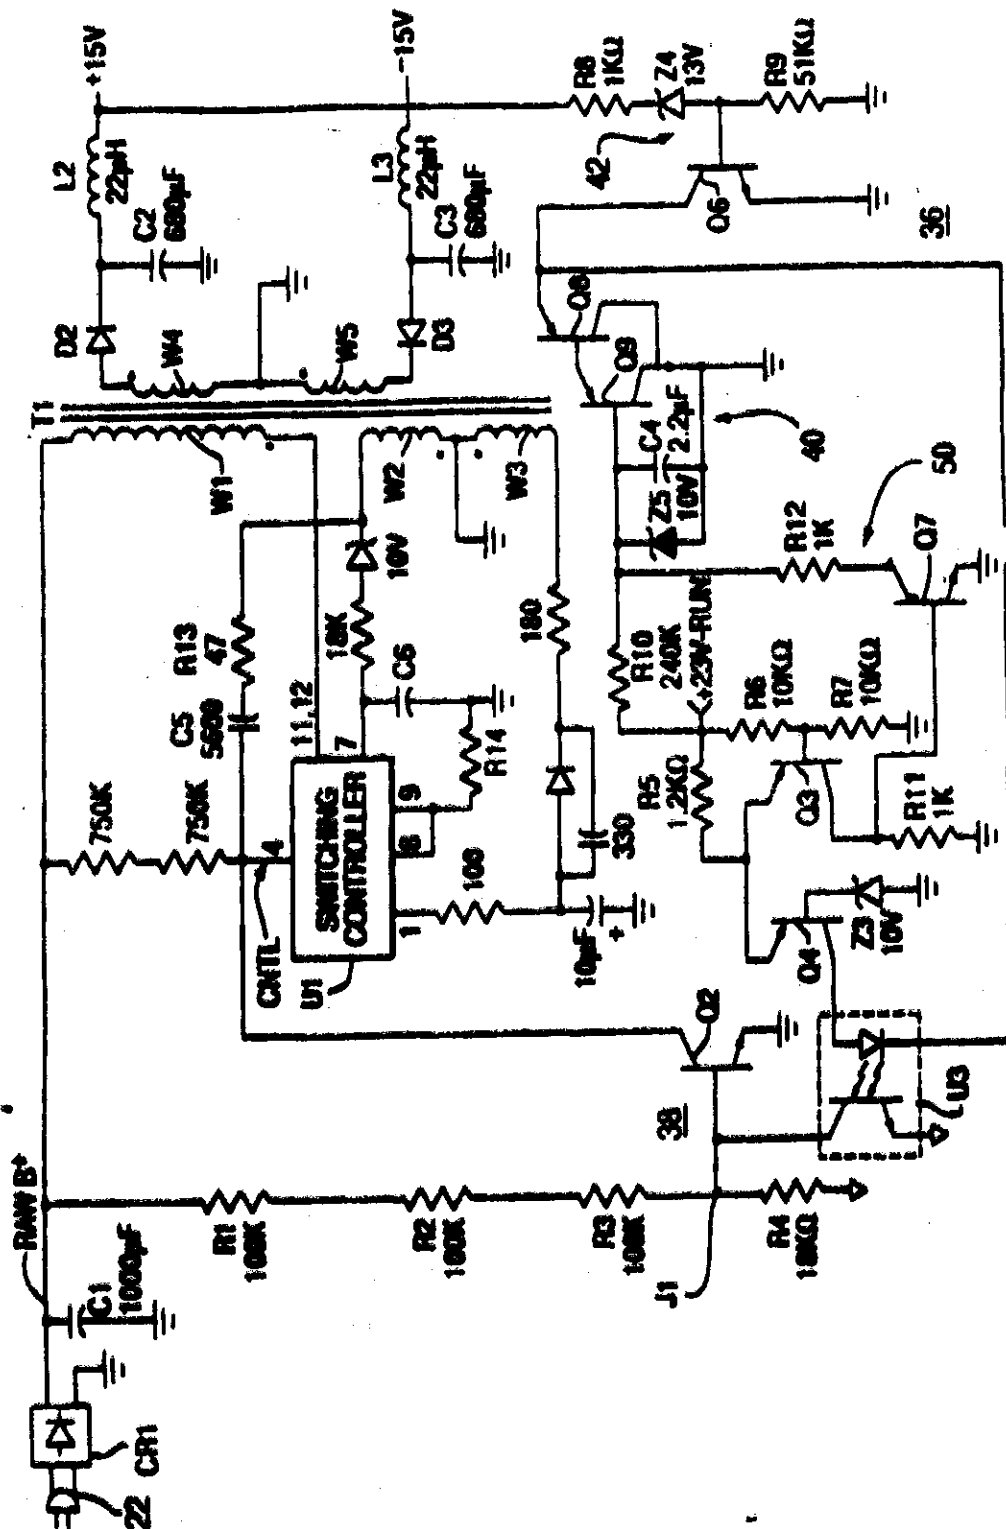 22
CR1
RAW B+
C1
1000µF
R1
100K
R2
100K
R3
100K
R4
18KΩ
J1
38
Q2
U3
750K
750K
CNTL
4
U1
SWITCHING
CONTROLLER
1
8
9
7
11,12
C5
5600
R13
47
18K
10V
C6
R14
100
10µF
+
330
180
T1
W1
W2
W3
W4
W5
D2
D3
C2
680µF
C3
680µF
L2
22µH
L3
22µH
+15V
-15V
R8
1KΩ
Z4
13V
R9
51KΩ
42
Q6
36
Q8
Q9
C4
2.2µF
Z5
10V
40
R12
1K
50
Q7
R10
240K
+23V-RUN
R5
1.2KΩ
R6
10KΩ
R7
10KΩ
Q3
R11
1K
Q4
Z3
10V